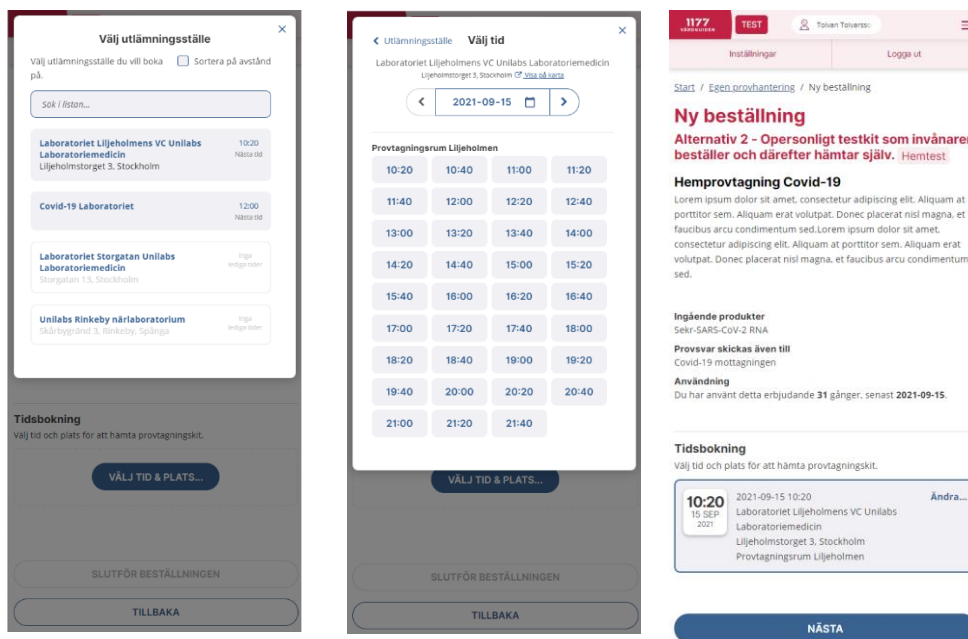 Välj utlämningsställe
Välj utlämningsställe du vill boka
på.
Sortera på avstånd
Sök i listan...
Laboratoriet Liljeholmens VC Unilabs
Laboratoriemedicin
Liljeholmstorget 3, Stockholm
10:20
Nästa tid
Covid-19 Laboratoriet
12:00
Nästa tid
Laboratoriet Storgatan Unilabs
Laboratoriemedicin
Storgatan 13, Stockholm
Inga
lediga tider
Unilabs Rinkeby närlaboratorium
Skårbygränd 3, Rinkeby, Spånga
Inga
lediga tider
Tidsbokning
Välj tid och plats för att hämta provtagningskit.
VÄLJ TID & PLATS...
SLUTFÖR BESTÄLLNINGEN
TILLBAKA
Utlämningsställe Välj tid
Laboratoriet Liljeholmens VC Unilabs Laboratoriemedicin
Liljeholmstorget 3, Stockholm Visa på karta
2021-09-15
Provtagningsrum Liljeholmen
10:20 10:40 11:00 11:20
11:40 12:00 12:20 12:40
13:00 13:20 13:40 14:00
14:20 14:40 15:00 15:20
15:40 16:00 16:20 16:40
17:00 17:20 17:40 18:00
18:20 18:40 19:00 19:20
19:40 20:00 20:20 20:40
21:00 21:20 21:40
VÄLJ TID & PLATS...
SLUTFÖR BESTÄLLNINGEN
TILLBAKA
1177
VÅRDGUIDEN
TEST
Tolvan Tolvansso
Inställningar
Logga ut
Start / Egen provhantering / Ny beställning
Ny beställning
Alternativ 2 - Opersonligt testkit som invånaren
beställer och därefter hämtar själv. Hemtest
Hemprovtagning Covid-19
Lorem ipsum dolor sit amet, consectetur adipiscing elit. Aliquam at
porttitor sem. Aliquam erat volutpat. Donec placerat nisl magna, et
faucibus arcu condimentum sed.Lorem ipsum dolor sit amet,
consectetur adipiscing elit. Aliquam at porttitor sem. Aliquam erat
volutpat. Donec placerat nisl magna, et faucibus arcu condimentum
sed.
Ingående produkter
Sekr-SARS-CoV-2 RNA
Provsvar skickas även till
Covid-19 mottagningen
Användning
Du har använt detta erbjudande 31 gånger, senast 2021-09-15.
Tidsbokning
Välj tid och plats för att hämta provtagningskit.
10:20
15 SEP
2021
2021-09-15 10:20
Ändra...
Laboratoriet Liljeholmens VC Unilabs
Laboratoriemedicin
Liljeholmstorget 3, Stockholm
Provtagningsrum Liljeholmen
NÄSTA